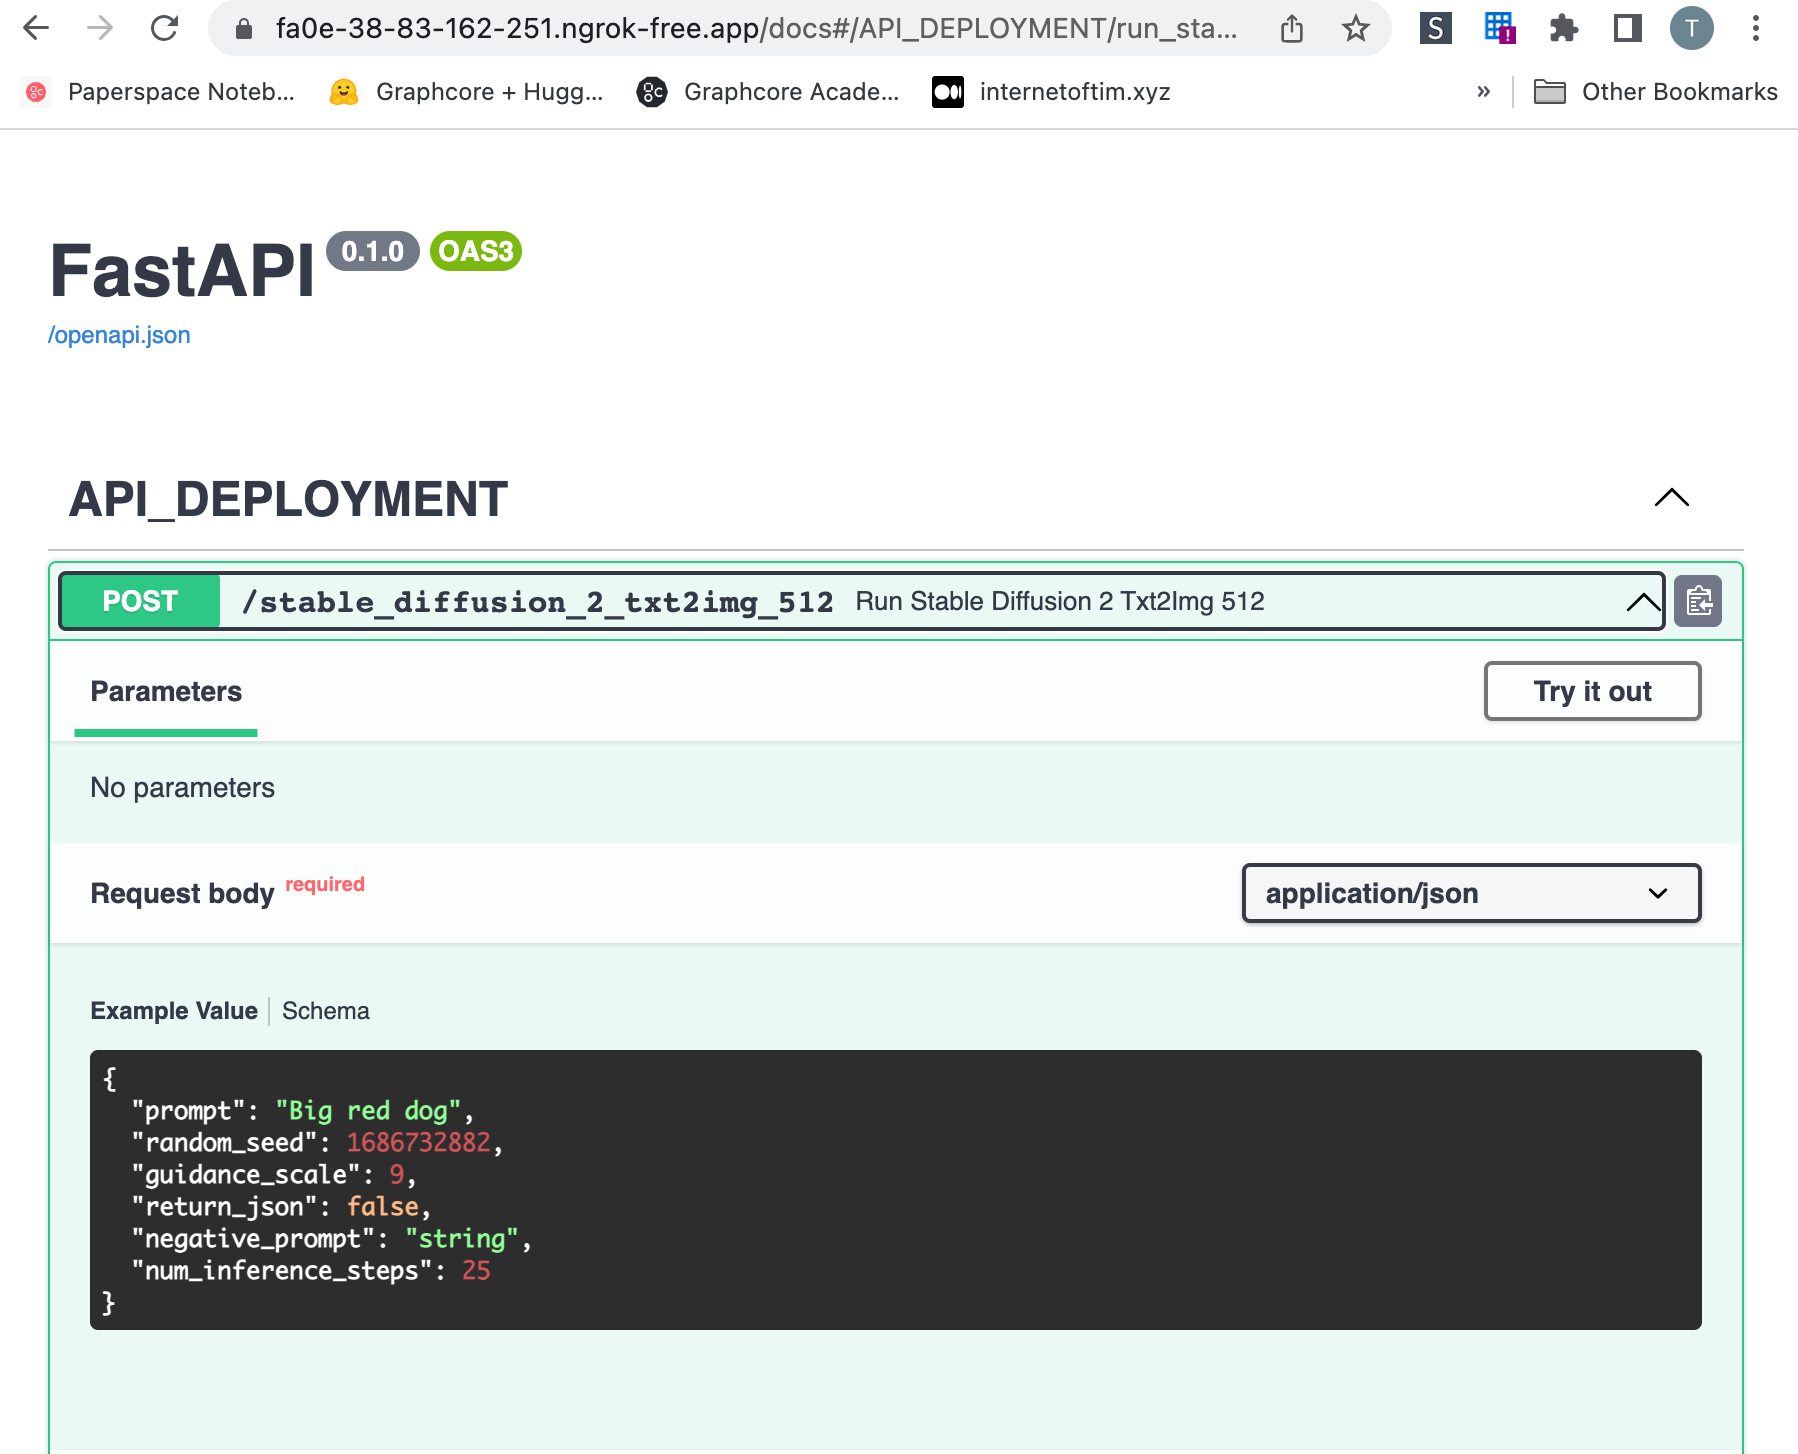 fa0e-38-83-162-251.ngrok-free.app/docs#/API_DEPLOYMENT/run_sta...
S
T
Paperspace Noteb...
Graphcore + Hugg...
Graphcore Acade...
internetoftim.xyz
»
Other Bookmarks
FastAPI 0.1.0 OAS3
/openapi.json
API_DEPLOYMENT
POST /stable_diffusion_2_txt2img_512 Run Stable Diffusion 2 Txt2Img 512
Parameters
Try it out
No parameters
Request body required
application/json
Example Value
Schema
{
"prompt": "Big red dog",
"random_seed": 1686732882,
"guidance_scale": 9,
"return_json": false,
"negative_prompt": "string",
"num_inference_steps": 25
}